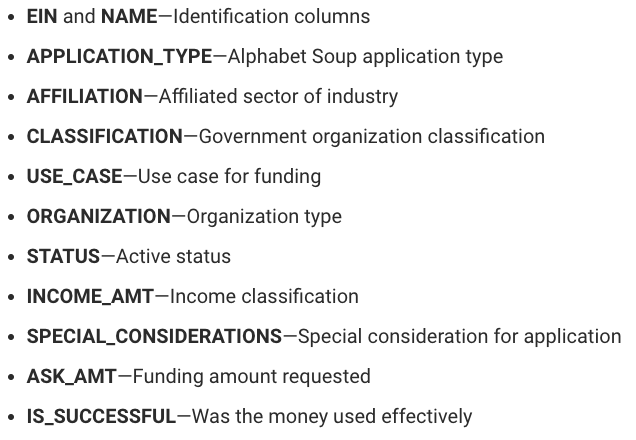 • EIN and NAME—Identification columns
• APPLICATION_TYPE—Alphabet Soup application type
• AFFILIATION—Affiliated sector of industry
• CLASSIFICATION—Government organization classification
• USE_CASE—Use case for funding
• ORGANIZATION—Organization type
• STATUS—Active status
• INCOME_AMT—Income classification
• SPECIAL_CONSIDERATIONS—Special consideration for application
• ASK_AMT—Funding amount requested
• IS_SUCCESSFUL—Was the money used effectively